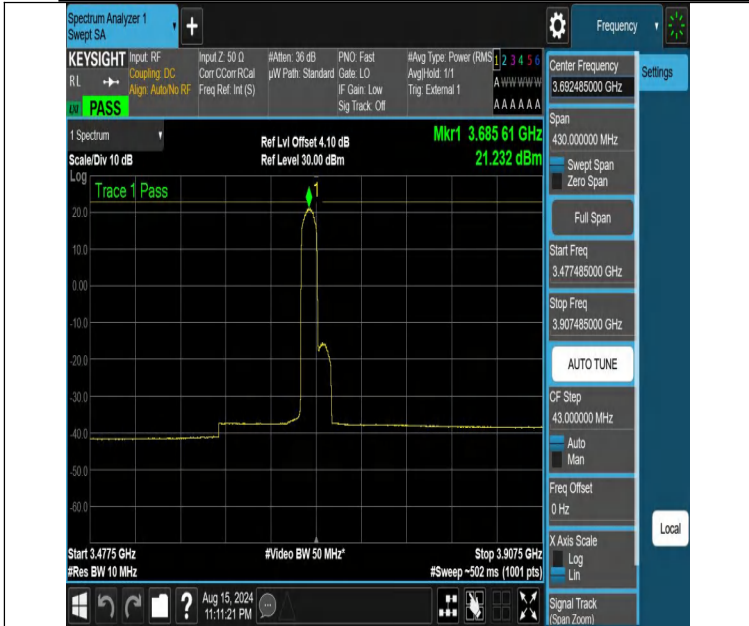 Spectrum Analyzer 1
Swept SA
+
Frequency
KEYSIGHT
RL
PASS
Input: RF
Coupling: DC
Align: Auto/No RF
Input Z: 50 Ω
Corr CCorr RCal
Freq Ref: Int (S)
#Atten: 36 dB
µW Path: Standard
PNO: Fast
Gate: LO
IF Gain: Low
Sig Track: Off
#Avg Type: Power (RMS
Avg|Hold: 1/1
Trig: External 1
1 2 3 4 5 6
A W W W W W
A A A A A A
1 Spectrum
Scale/Div 10 dB
Ref Lvl Offset 4.10 dB
Ref Level 30.00 dBm
Mkr1 3.685 61 GHz
21.232 dBm
Log
Trace 1 Pass
1
20.0
10.0
0.00
-10.0
-20.0
-30.0
-40.0
-50.0
-60.0
Start 3.4775 GHz
#Res BW 10 MHz
#Video BW 50 MHz*
Stop 3.9075 GHz
#Sweep ~502 ms (1001 pts)
Center Frequency
3.692485000 GHz
Settings
Span
430.000000 MHz
Swept Span
Zero Span
Full Span
Start Freq
3.477485000 GHz
Stop Freq
3.907485000 GHz
AUTO TUNE
CF Step
43.000000 MHz
Auto
Man
Freq Offset
0 Hz
X Axis Scale
Log
Lin
Local
Signal Track
(Span Zoom)
?
Aug 15, 2024
11:11:21 PM